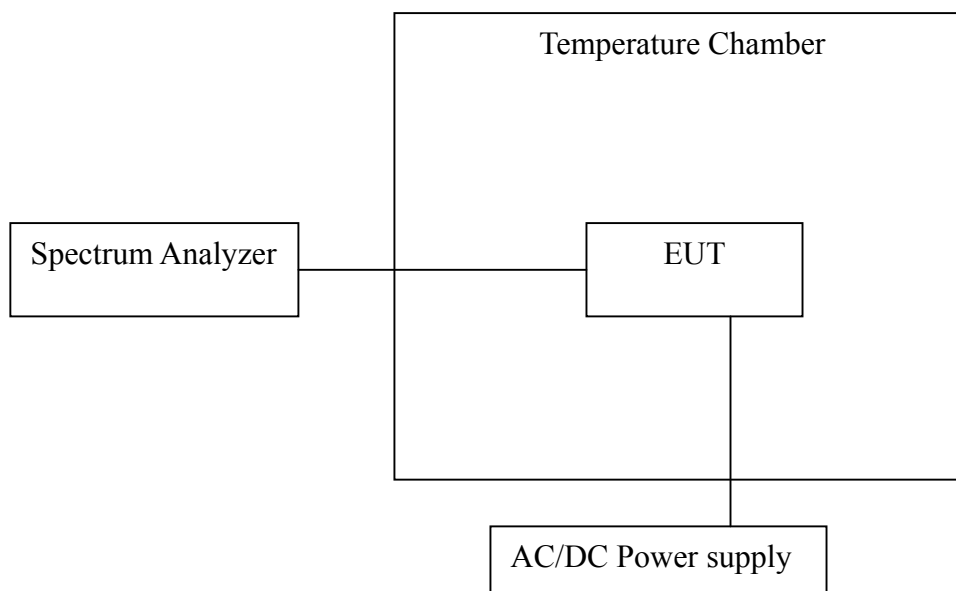 Temperature Chamber
Spectrum Analyzer
EUT
AC/DC Power supply